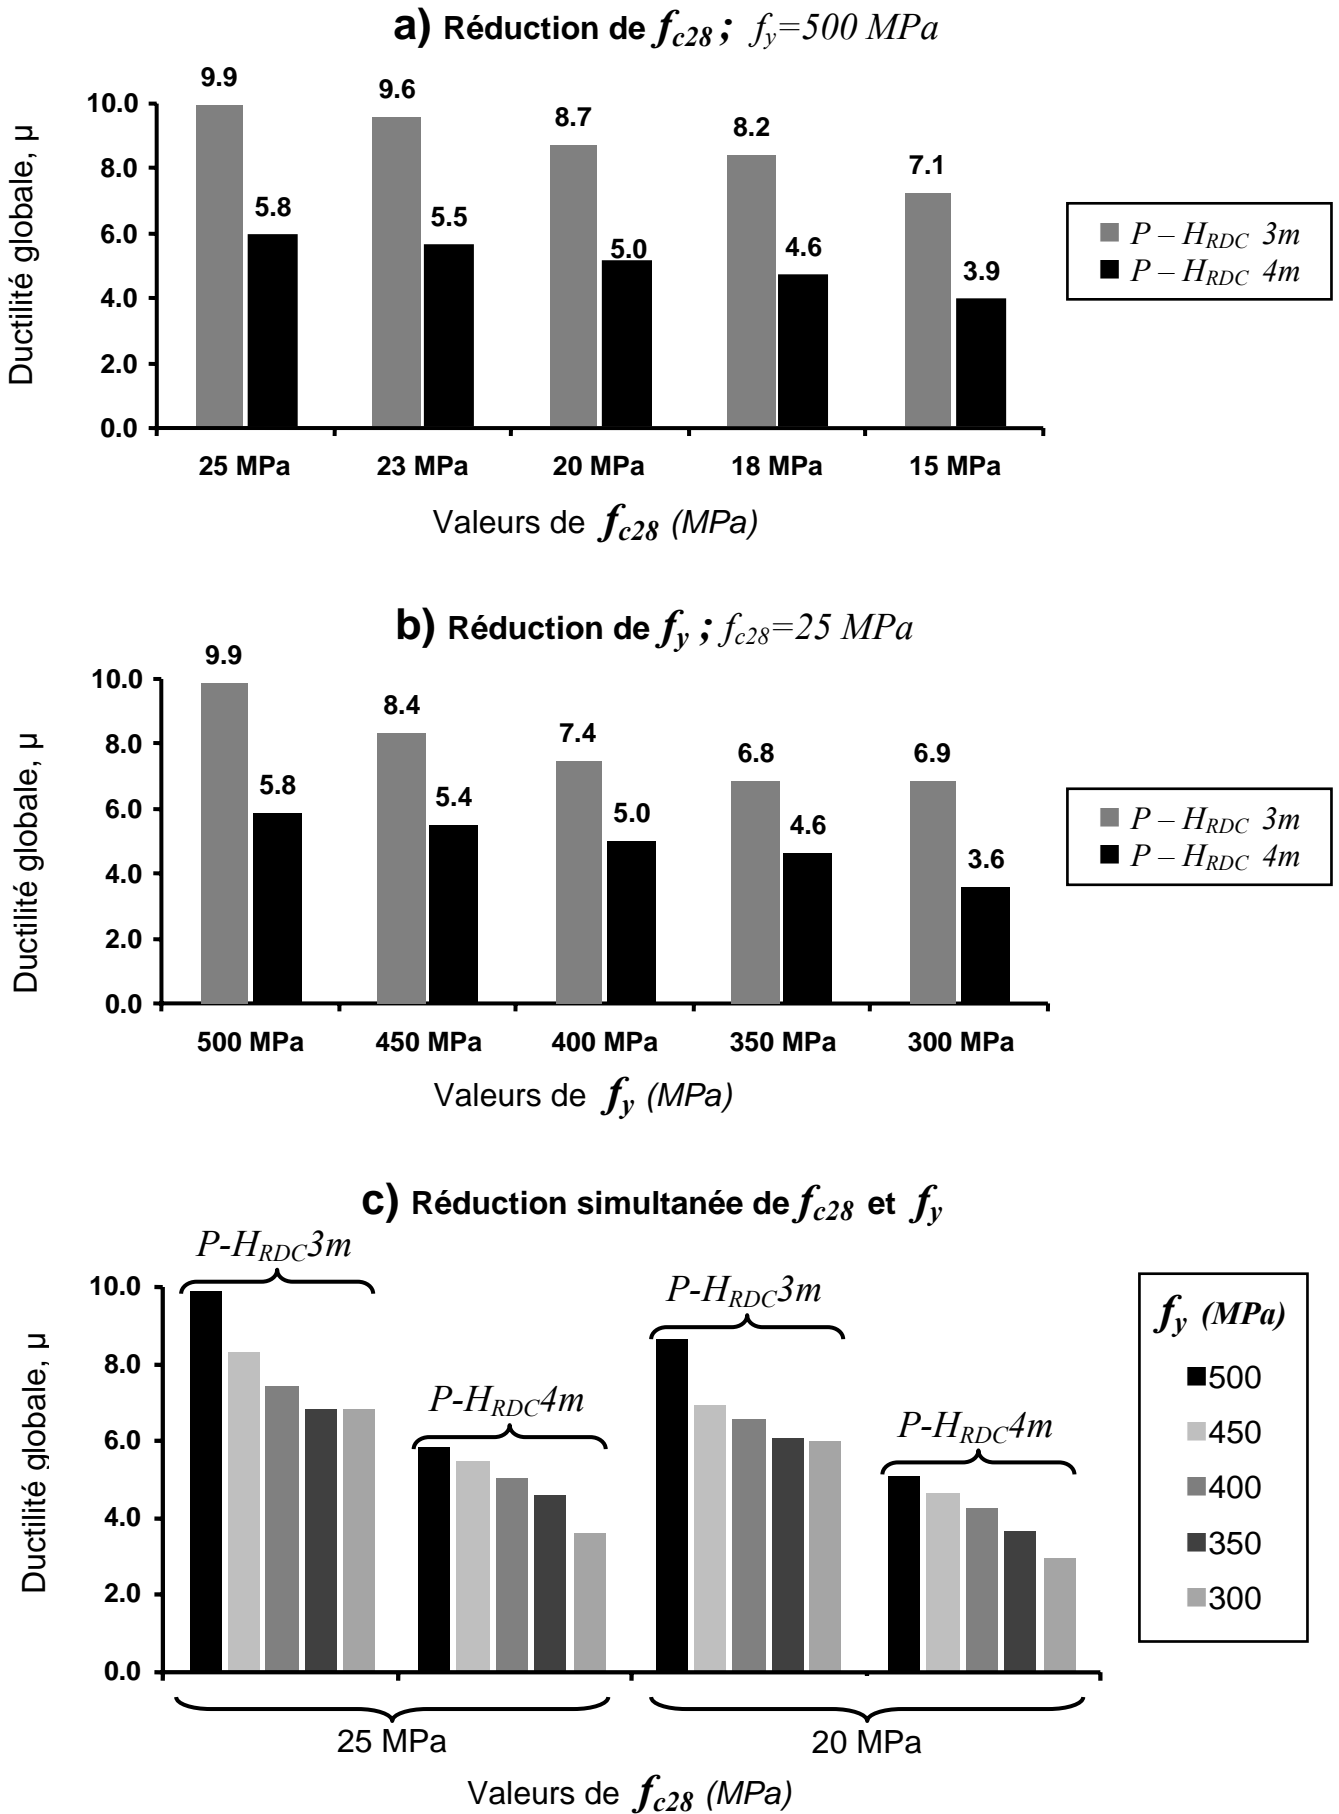 a) Réduction de fc28 ; fy=500 MPa
9.9
9.6
8.7
8.2
7.1
5.8
5.5
5.0
4.6
3.9
10.0
8.0
6.0
4.0
2.0
0.0
Ductilité globale, µ
25 MPa 23 MPa 20 MPa 18 MPa 15 MPa
Valeurs de fc28 (MPa)
P – HRDC 3m
P – HRDC 4m
b) Réduction de fy ; fc28=25 MPa
9.9
8.4
7.4
6.8
6.9
5.8
5.4
5.0
4.6
3.6
10.0
8.0
6.0
4.0
2.0
0.0
Ductilité globale, µ
500 MPa 450 MPa 400 MPa 350 MPa 300 MPa
Valeurs de fy (MPa)
P – HRDC 3m
P – HRDC 4m
c) Réduction simultanée de fc28 et fy
P-HRDC3m
P-HRDC4m
P-HRDC3m
P-HRDC4m
10.0
8.0
6.0
4.0
2.0
0.0
Ductilité globale, µ
25 MPa 20 MPa
Valeurs de fc28 (MPa)
fy (MPa)
500
450
400
350
300